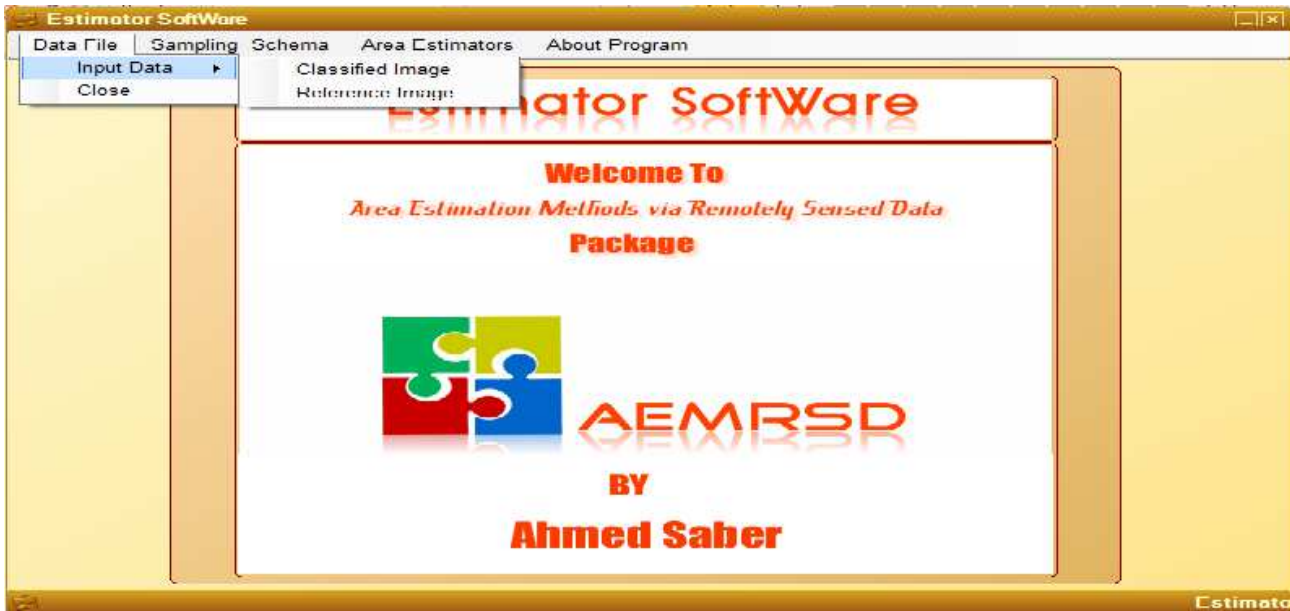 Estimator SoftWare
Data File Sampling Schema Area Estimators About Program
Input Data
Close
Classified Image
Reference Image
Estimator SoftWare
Welcome To
Area Estimation Methods via Remotely Sensed Data
Package
AEMRSD
BY
Ahmed Saber
Estimato